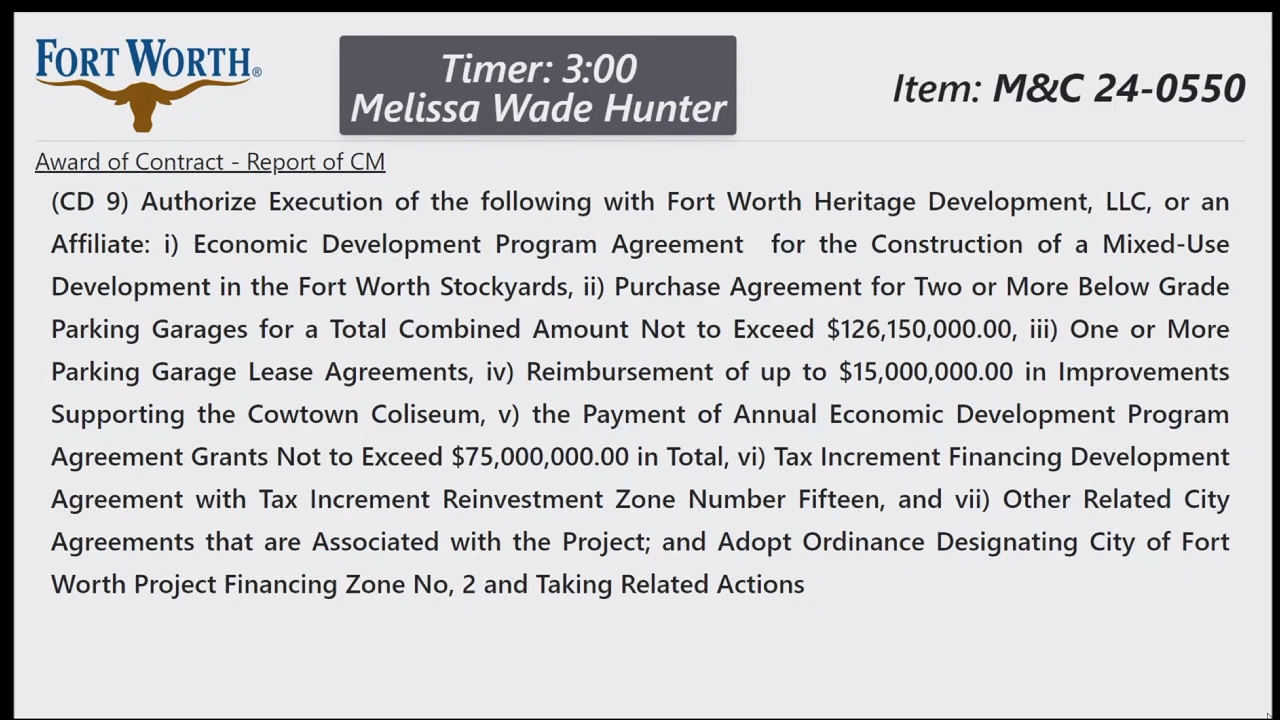 FORT WORTH®
Timer: 3:00
Melissa Wade Hunter
Item: M&C 24-0550
Award of Contract - Report of CM
(CD 9) Authorize Execution of the following with Fort Worth Heritage Development, LLC, or an
Affiliate: i) Economic Development Program Agreement for the Construction of a Mixed-Use
Development in the Fort Worth Stockyards, ii) Purchase Agreement for Two or More Below Grade
Parking Garages for a Total Combined Amount Not to Exceed $126,150,000.00, iii) One or More
Parking Garage Lease Agreements, iv) Reimbursement of up to $15,000,000.00 in Improvements
Supporting the Cowtown Coliseum, v) the Payment of Annual Economic Development Program
Agreement Grants Not to Exceed $75,000,000.00 in Total, vi) Tax Increment Financing Development
Agreement with Tax Increment Reinvestment Zone Number Fifteen, and vii) Other Related City
Agreements that are Associated with the Project; and Adopt Ordinance Designating City of Fort
Worth Project Financing Zone No, 2 and Taking Related Actions